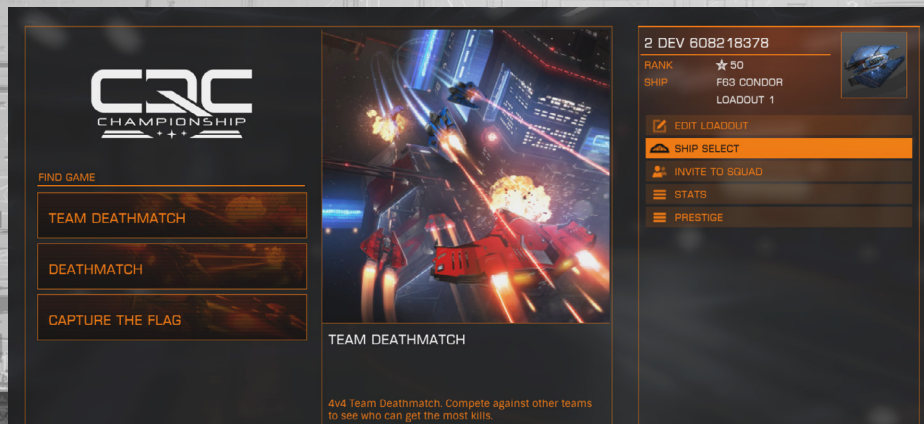 CQC
CHAMPIONSHIP
FIND GAME
TEAM DEATHMATCH
DEATHMATCH
CAPTURE THE FLAG
TEAM DEATHMATCH
4v4 Team Deathmatch. Compete against other teams
to see who can get the most kills.
2 DEV 608218378
RANK 50
SHIP F63 CONDOR
LOADOUT 1
EDIT LOADOUT
SHIP SELECT
INVITE TO SQUAD
STATS
PRESTIGE